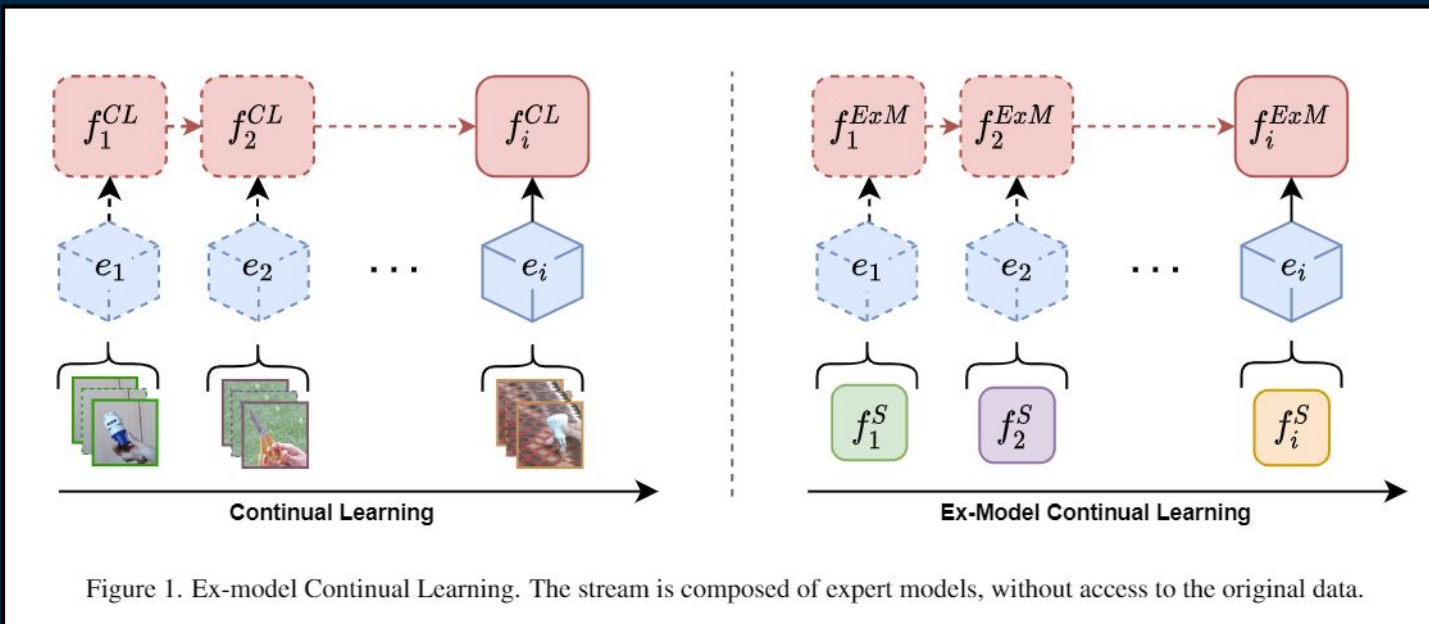 f_1^{CL} f_2^{CL} f_i^{CL} f_1^{ExM} f_2^{ExM} f_i^{ExM}
e_1 e_2 ... e_i e_1 e_2 ... e_i
f_1^S f_2^S f_i^S
Continual Learning Ex-Model Continual Learning
Figure 1. Ex-model Continual Learning. The stream is composed of expert models, without access to the original data.